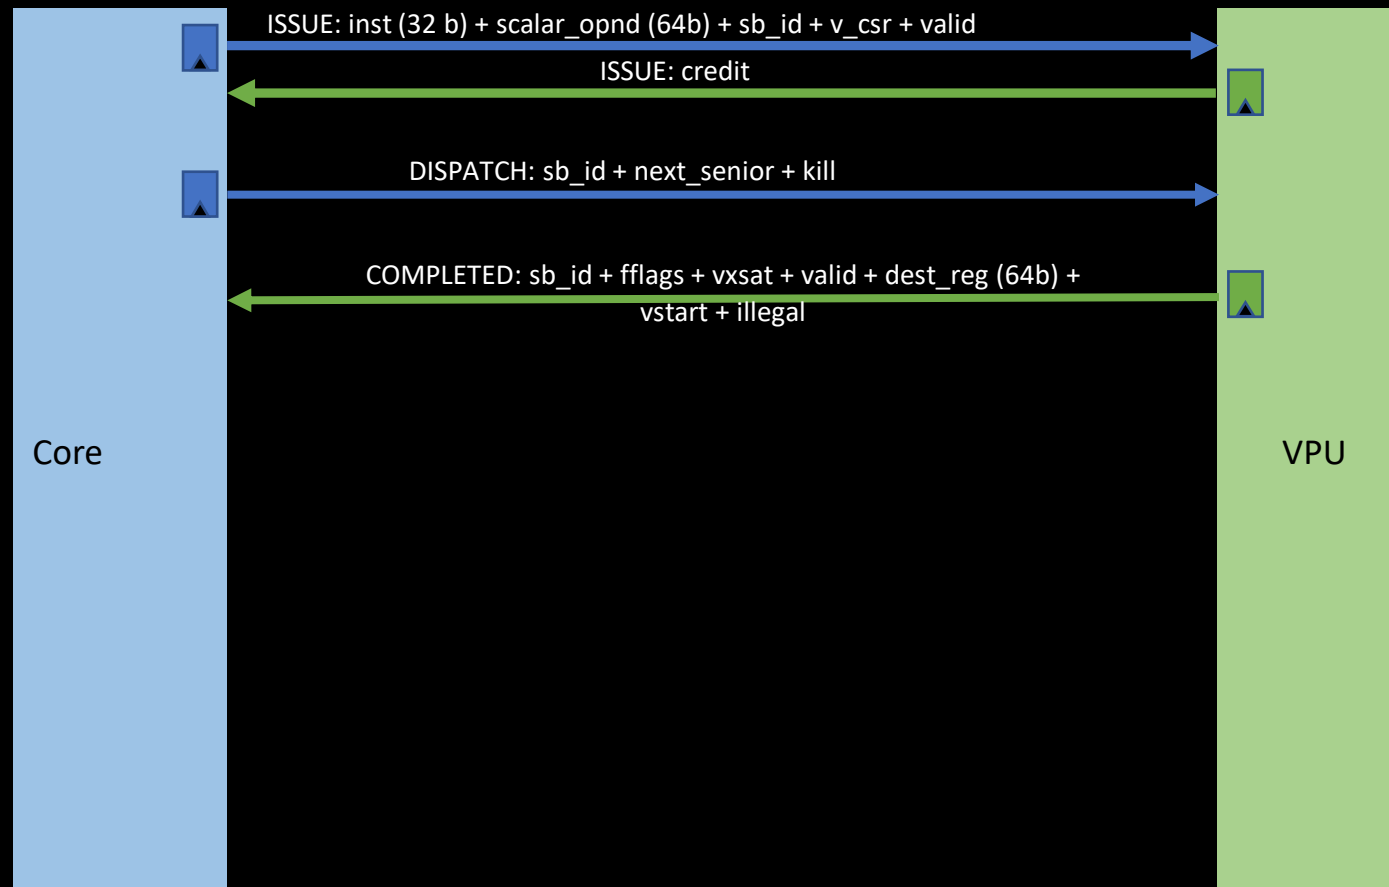 ISSUE: inst (32 b) + scalar_opnd (64b) + sb_id + v_csr + valid
ISSUE: credit
DISPATCH: sb_id + next_senior + kill
COMPLETED: sb_id + fflags + vxsat + valid + dest_reg (64b) +
vstart + illegal
Core
VPU